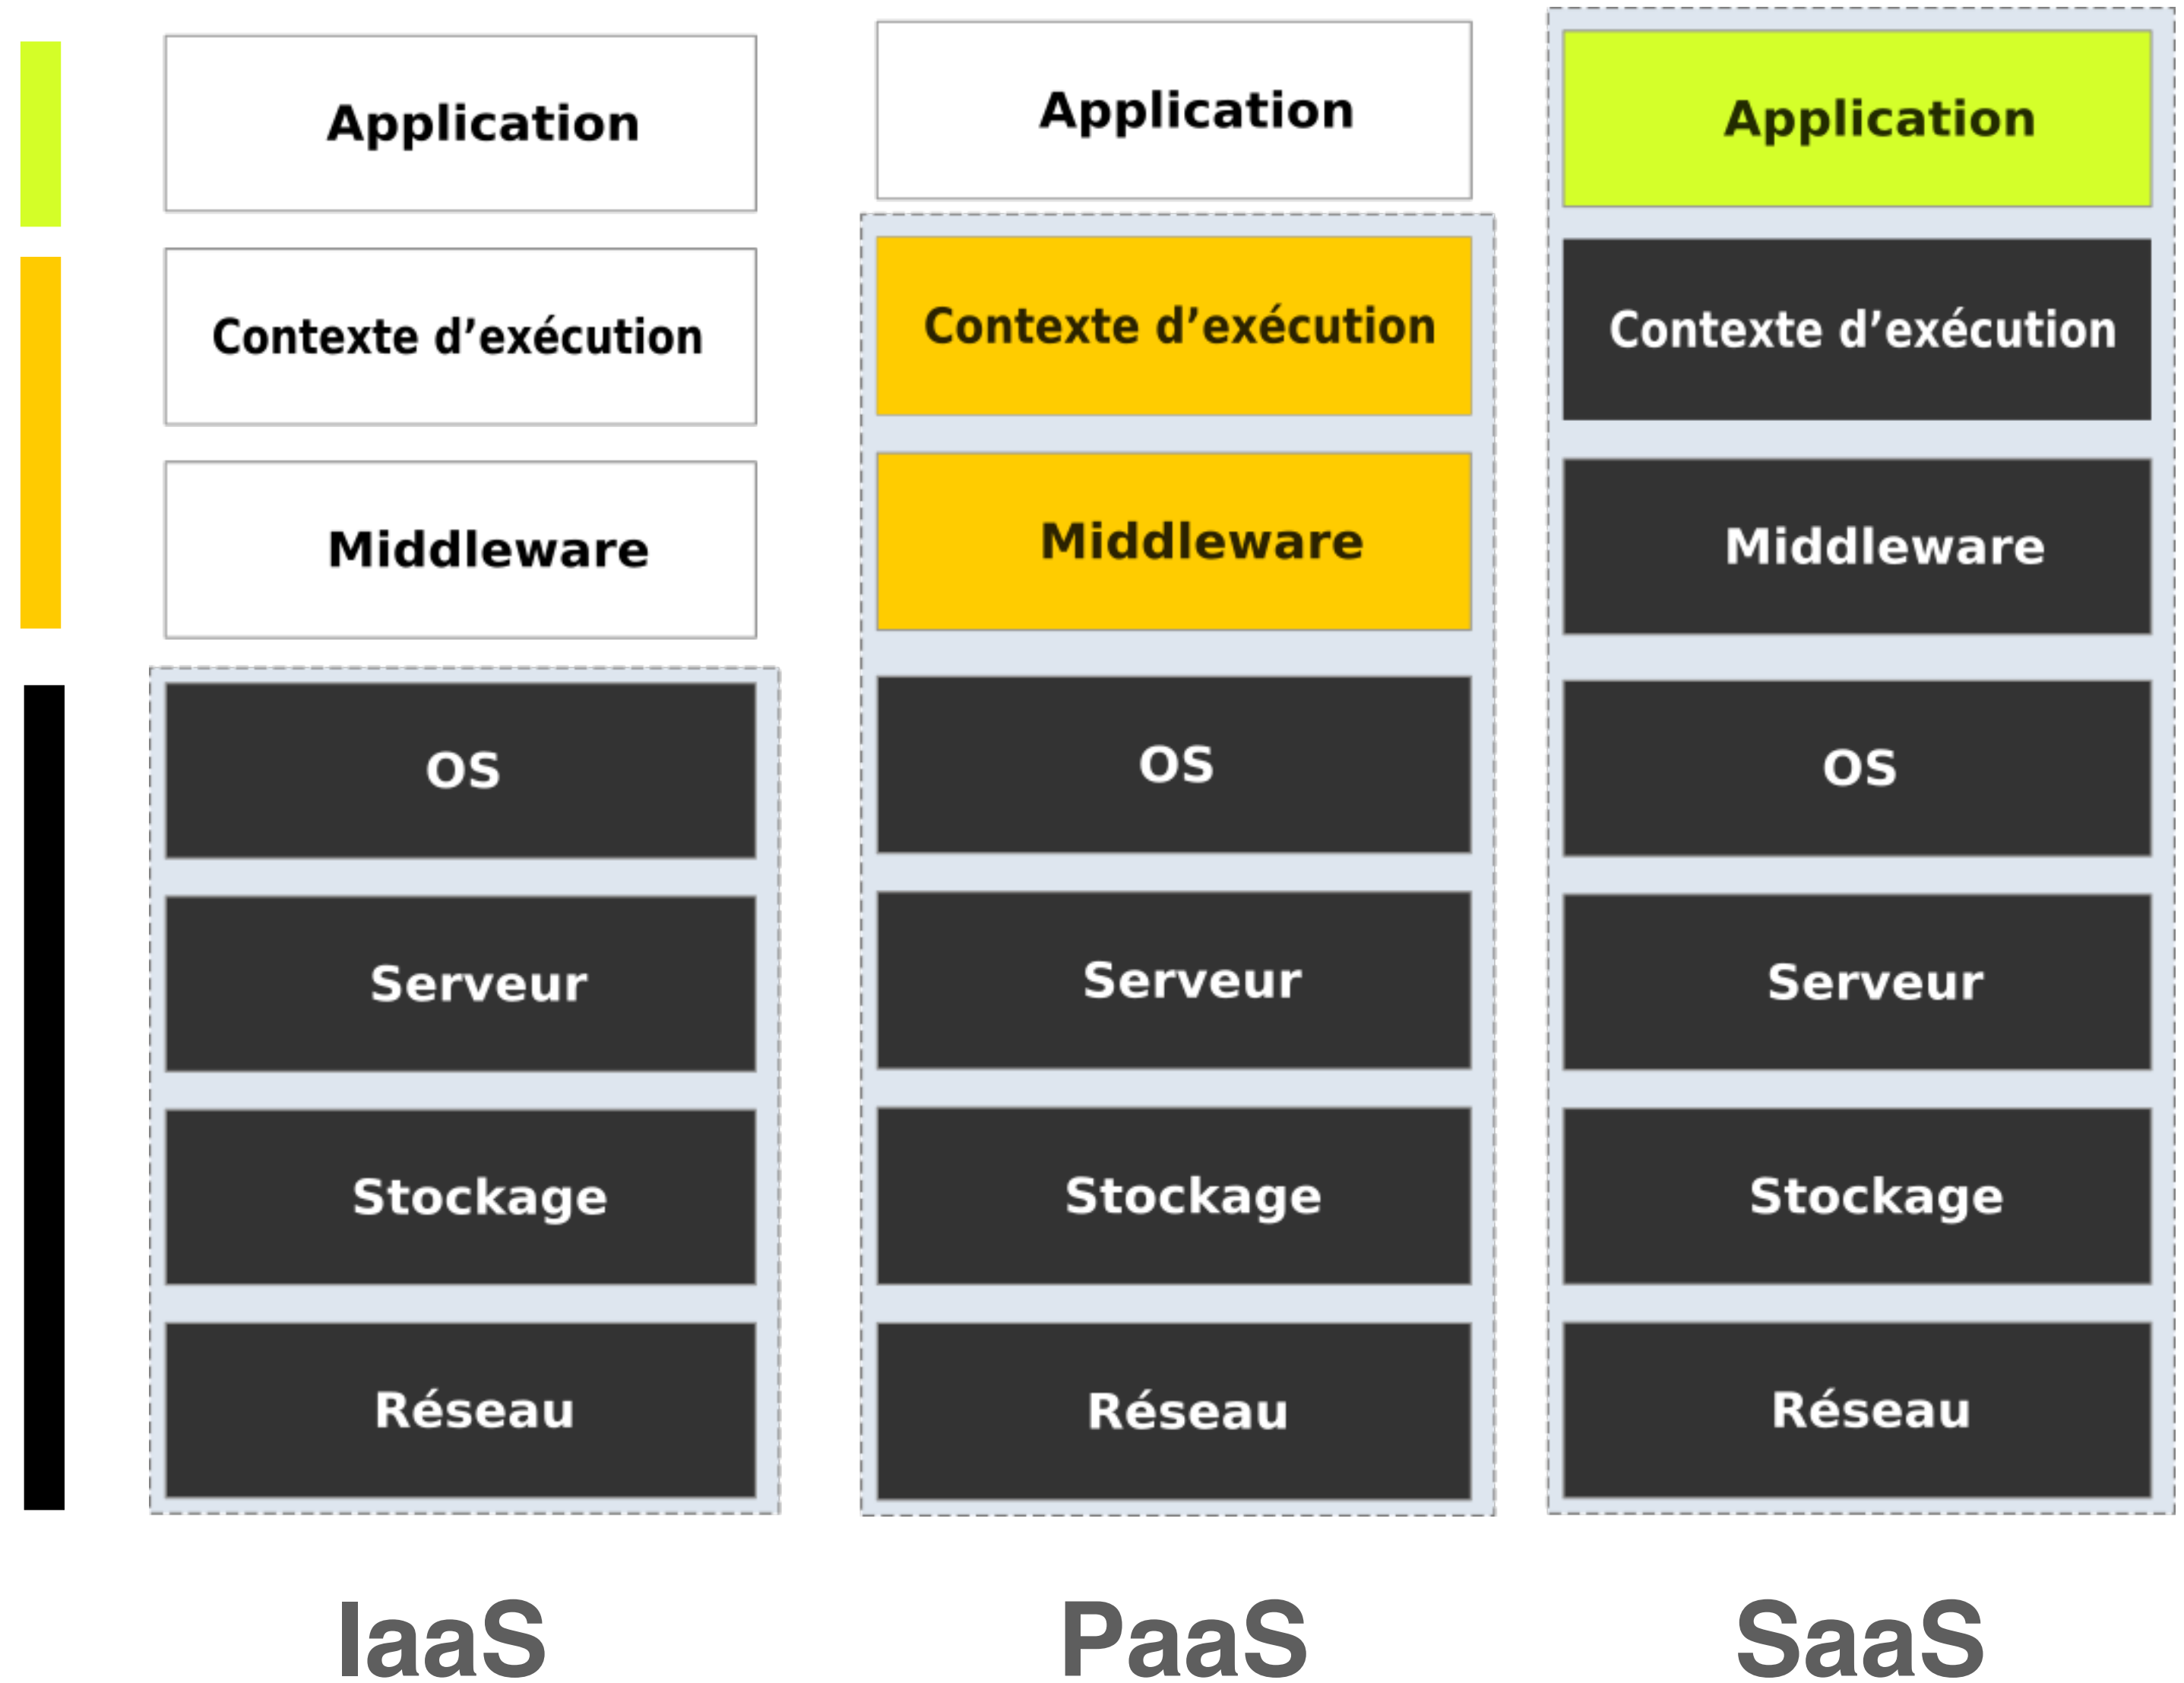 Application
Contexte d’exécution
Middleware
OS
Serveur
Stockage
Réseau
IaaS
Application
Contexte d’exécution
Middleware
OS
Serveur
Stockage
Réseau
PaaS
Application
Contexte d’exécution
Middleware
OS
Serveur
Stockage
Réseau
SaaS